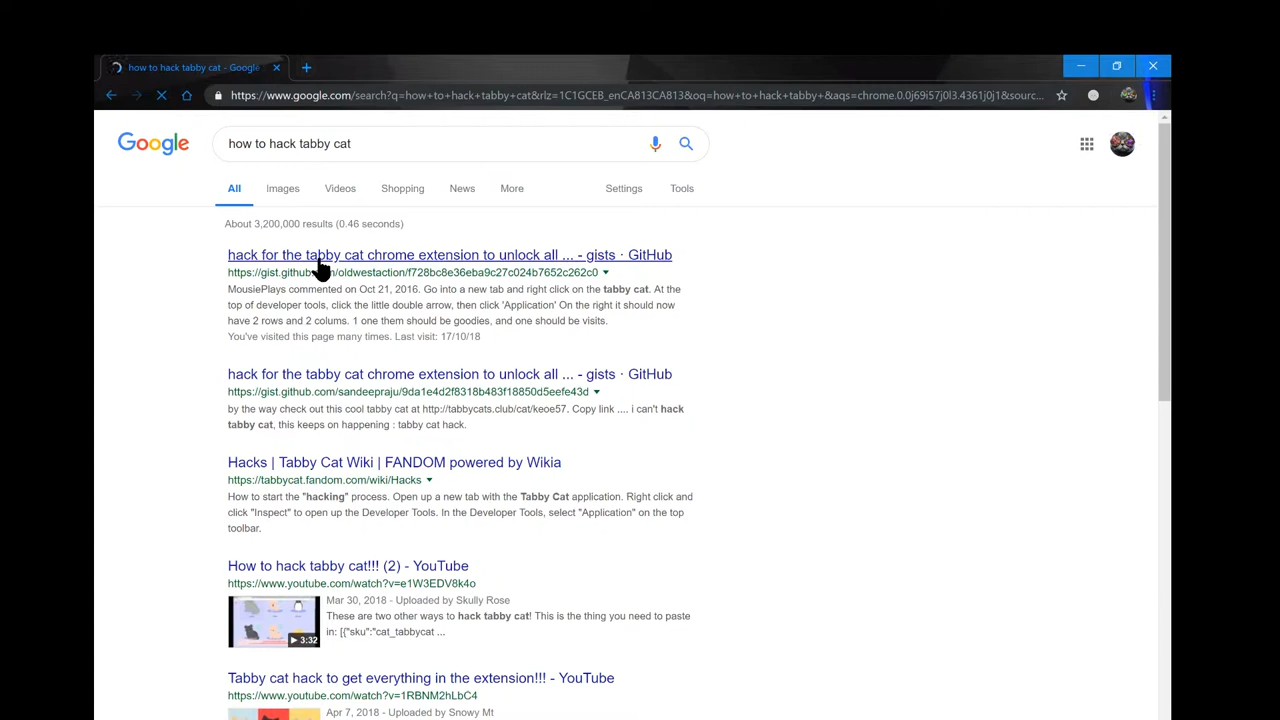 how to hack tabby cat - Google
https://www.google.com/search?q=how+to+hack+tabby+cat&rlz=1C1GCEB_enCA813CA813&oq=how+to+hack+tabby+&aqs=chrome.0.0j69i57j0l3.4361j0j1&sourc...
Google
how to hack tabby cat
All Images Videos Shopping News More Settings Tools
About 3,200,000 results (0.46 seconds)
hack for the tabby cat chrome extension to unlock all ... - gists · GitHub
https://gist.github. /oldwestaction/f728bc8e36eba9c27c024b7652c262c0
MousiePlays commented on Oct 21, 2016. Go into a new tab and right click on the tabby cat. At the
top of developer tools, click the little double arrow, then click 'Application' On the right it should now
have 2 rows and 2 colums. 1 one them should be goodies, and one should be visits.
You've visited this page many times. Last visit: 17/10/18
hack for the tabby cat chrome extension to unlock all ... - gists · GitHub
https://gist.github.com/sandeepraju/9da1e4d2f8318b483f18850d5eefe43d
by the way check out this cool tabby cat at http://tabbycats.club/cat/keoe57. Copy link .... i can't hack
tabby cat, this keeps on happening : tabby cat hack.
Hacks | Tabby Cat Wiki | FANDOM powered by Wikia
https://tabbycat.fandom.com/wiki/Hacks
How to start the "hacking" process. Open up a new tab with the Tabby Cat application. Right click and
click "Inspect" to open up the Developer Tools. In the Developer Tools, select "Application" on the top
toolbar.
How to hack tabby cat!!! (2) - YouTube
https://www.youtube.com/watch?v=e1W3EDV8k4o
Mar 30, 2018 - Uploaded by Skully Rose
These are two other ways to hack tabby cat! This is the thing you need to paste
in: [{"sku":"cat_tabbycat ...
3:32
Tabby cat hack to get everything in the extension!!! - YouTube
https://www.youtube.com/watch?v=1RBNM2hLbC4
Apr 7, 2018 - Uploaded by Snowy Mt